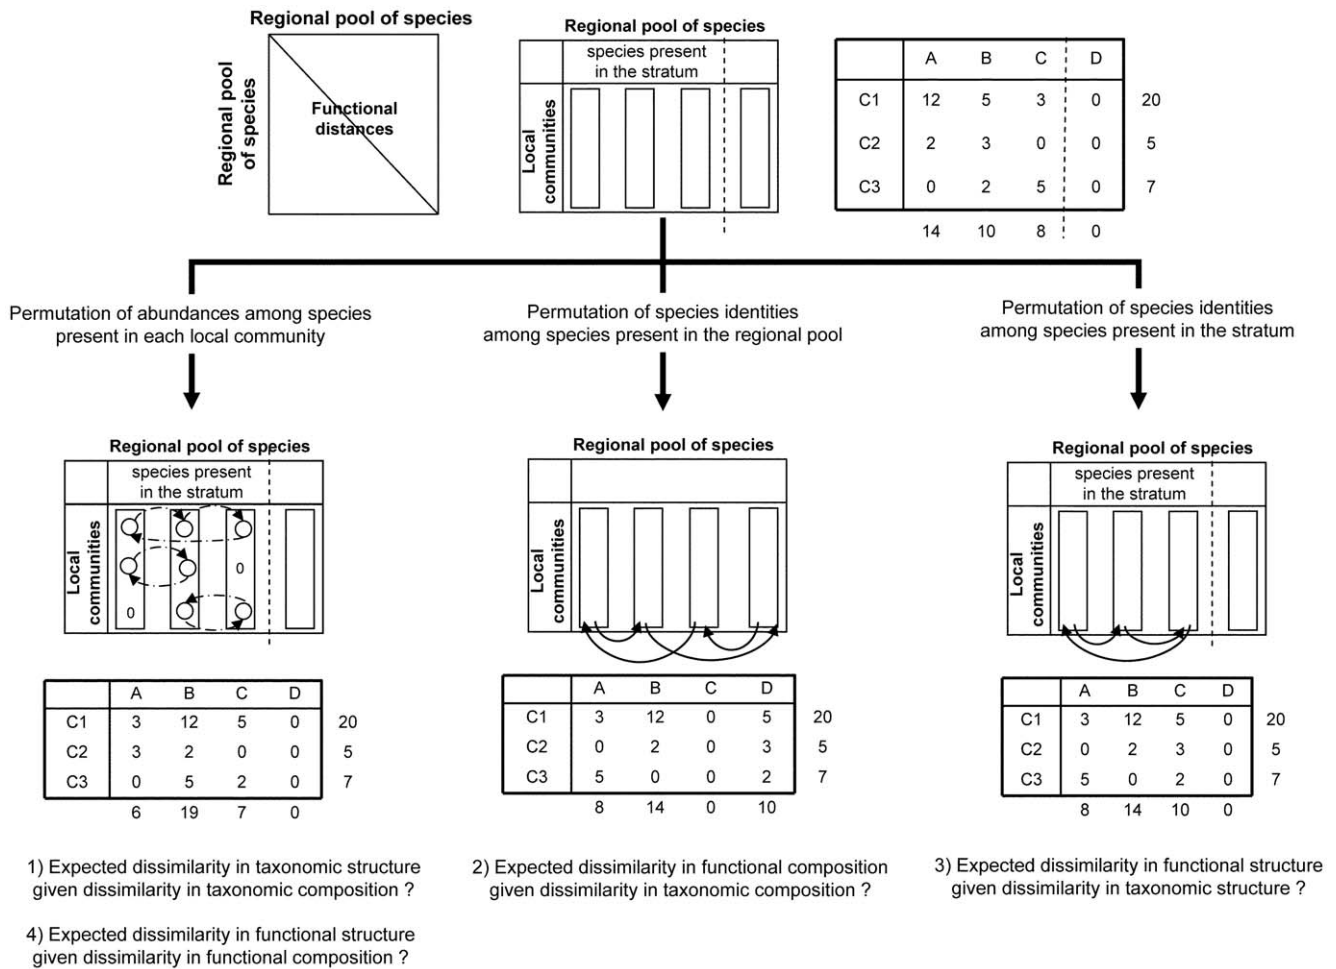 Regional pool of species
Regional pool
of species
Functional
distances
Regional pool of species
species present
in the stratum
Local
communities
A B C D
C1 12 5 3 0 20
C2 2 3 0 0 5
C3 0 2 5 0 7
14 10 8 0
Permutation of abundances among species
present in each local community
Permutation of species identities
among species present in the regional pool
Permutation of species identities
among species present in the stratum
Regional pool of species
species present
in the stratum
Local
communities
0
0
A B C D
C1 3 12 5 0 20
C2 3 2 0 0 5
C3 0 5 2 0 7
6 19 7 0
Regional pool of species
Local
communities
A B C D
C1 3 12 0 5 20
C2 0 2 0 3 5
C3 5 0 0 2 7
8 14 0 10
Regional pool of species
species present
in the stratum
Local
communities
A B C D
C1 3 12 5 0 20
C2 0 2 3 0 5
C3 5 0 2 0 7
8 14 10 0
1) Expected dissimilarity in taxonomic structure
given dissimilarity in taxonomic composition ?
2) Expected dissimilarity in functional composition
given dissimilarity in taxonomic composition ?
3) Expected dissimilarity in functional structure
given dissimilarity in taxonomic structure ?
4) Expected dissimilarity in functional structure
given dissimilarity in functional composition ?